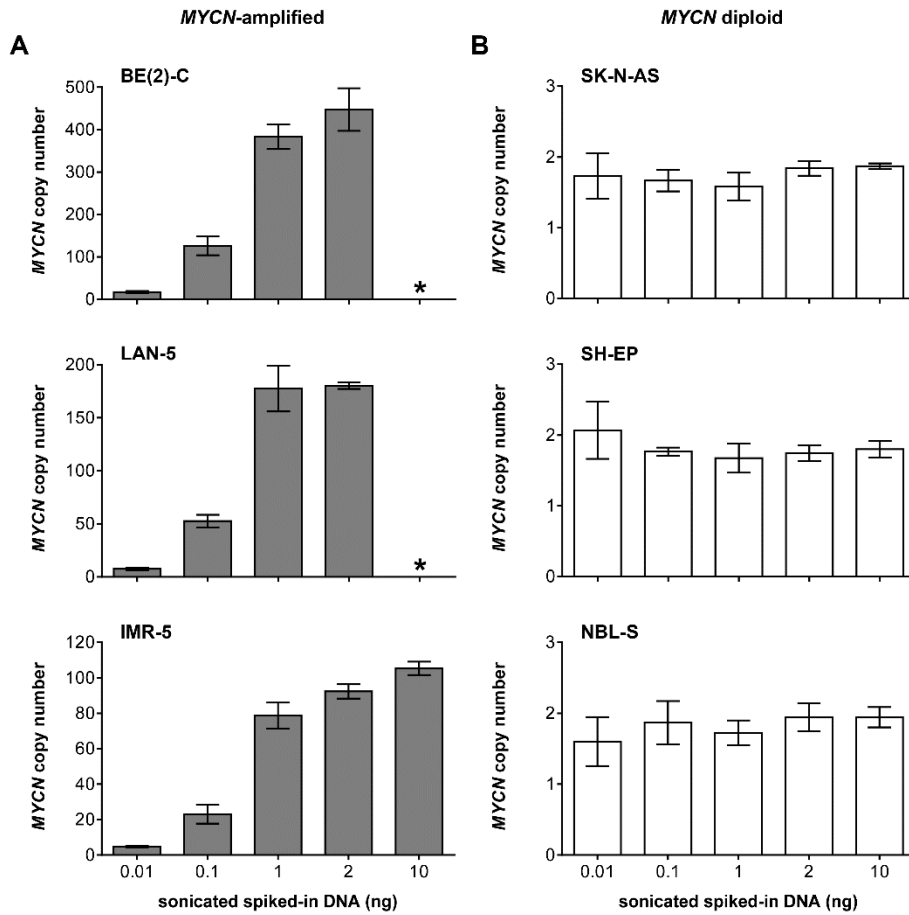 MYCN-amplified
MYCN diploid
A
B
BE(2)-C
MYCN copy number
500
400
300
200
100
0
*
SK-N-AS
MYCN copy number
3
2
1
0
LAN-5
MYCN copy number
200
150
100
50
0
*
SH-EP
MYCN copy number
3
2
1
0
IMR-5
MYCN copy number
120
100
80
60
40
20
0
0.01 0.1 1 2 10
sonicated spiked-in DNA (ng)
NBL-S
MYCN copy number
3
2
1
0
0.01 0.1 1 2 10
sonicated spiked-in DNA (ng)